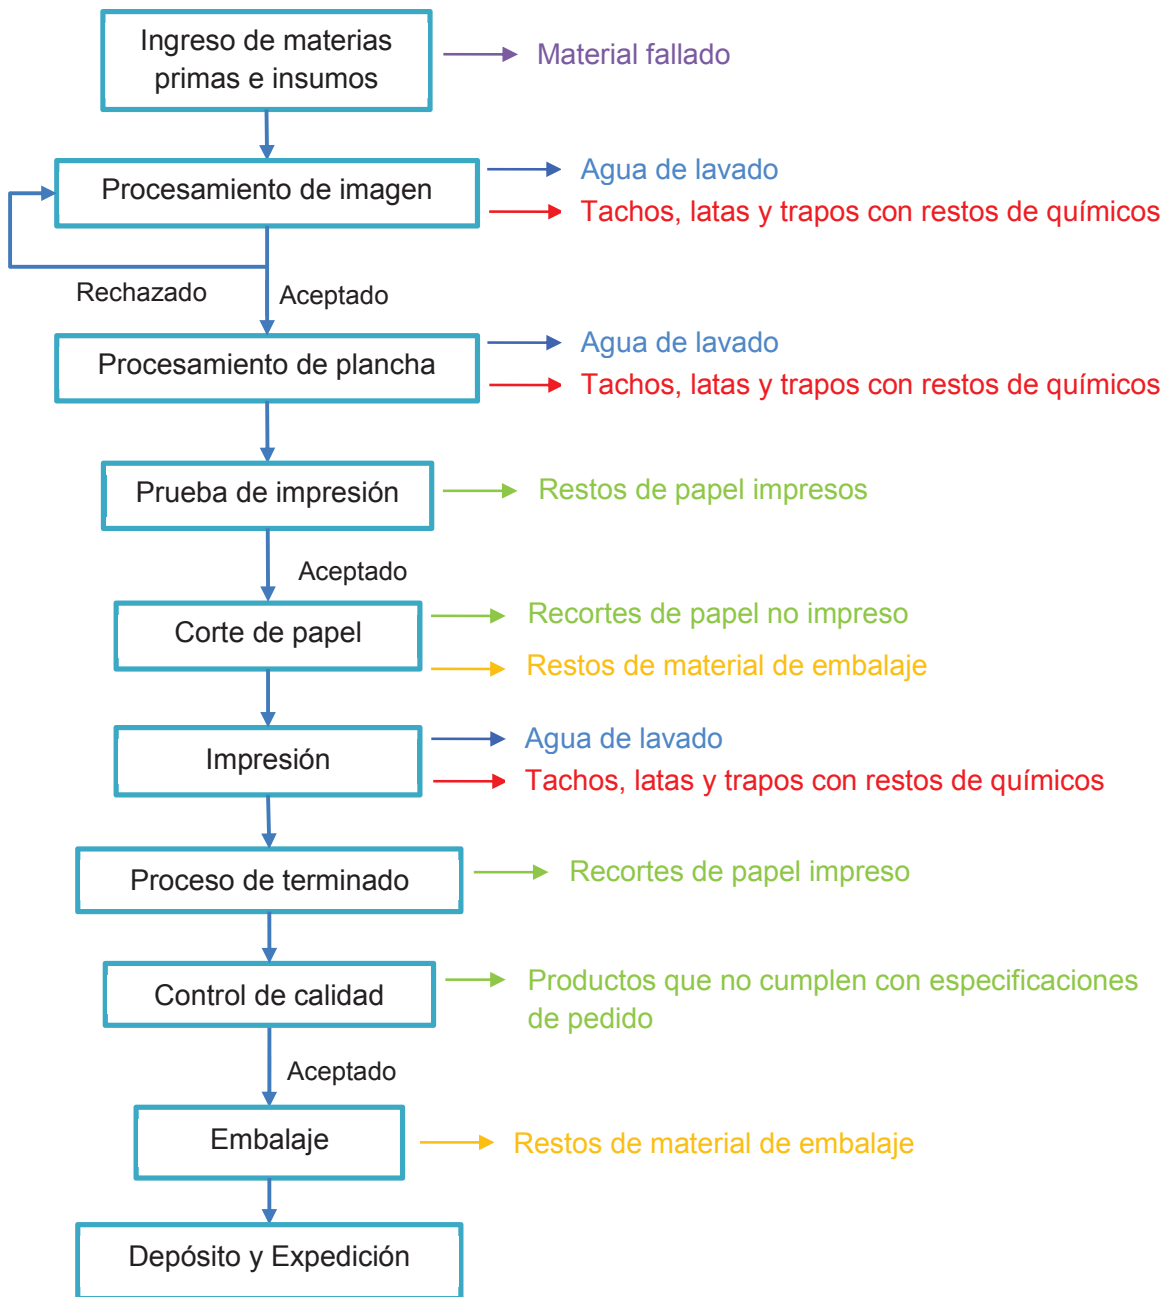 Ingreso de materias
primas e insumos
Material fallado
Procesamiento de imagen
Agua de lavado
Tachos, latas y trapos con restos de químicos
Rechazado
Aceptado
Procesamiento de plancha
Agua de lavado
Tachos, latas y trapos con restos de químicos
Prueba de impresión
Restos de papel impresos
Aceptado
Corte de papel
Recortes de papel no impreso
Restos de material de embalaje
Impresión
Agua de lavado
Tachos, latas y trapos con restos de químicos
Proceso de terminado
Recortes de papel impreso
Control de calidad
Productos que no cumplen con especificaciones
de pedido
Aceptado
Embalaje
Restos de material de embalaje
Depósito y Expedición